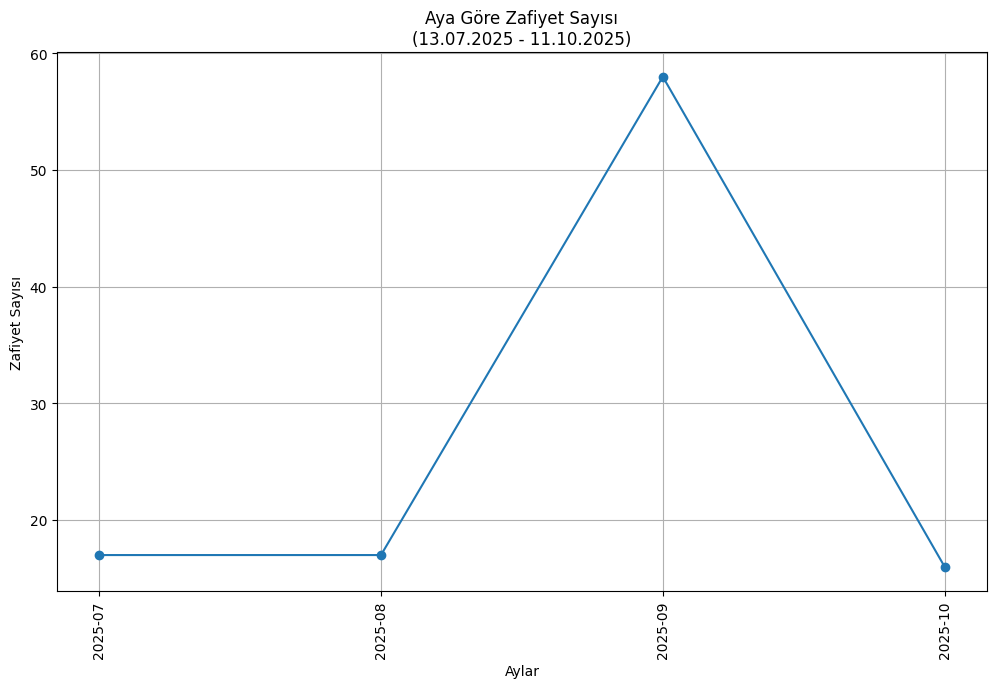 Aya Göre Zafiyet Sayısı
(13.07.2025 - 11.10.2025)
60
50
40
30
20
Zafiyet Sayısı
2025-07
2025-08
2025-09
2025-10
Aylar